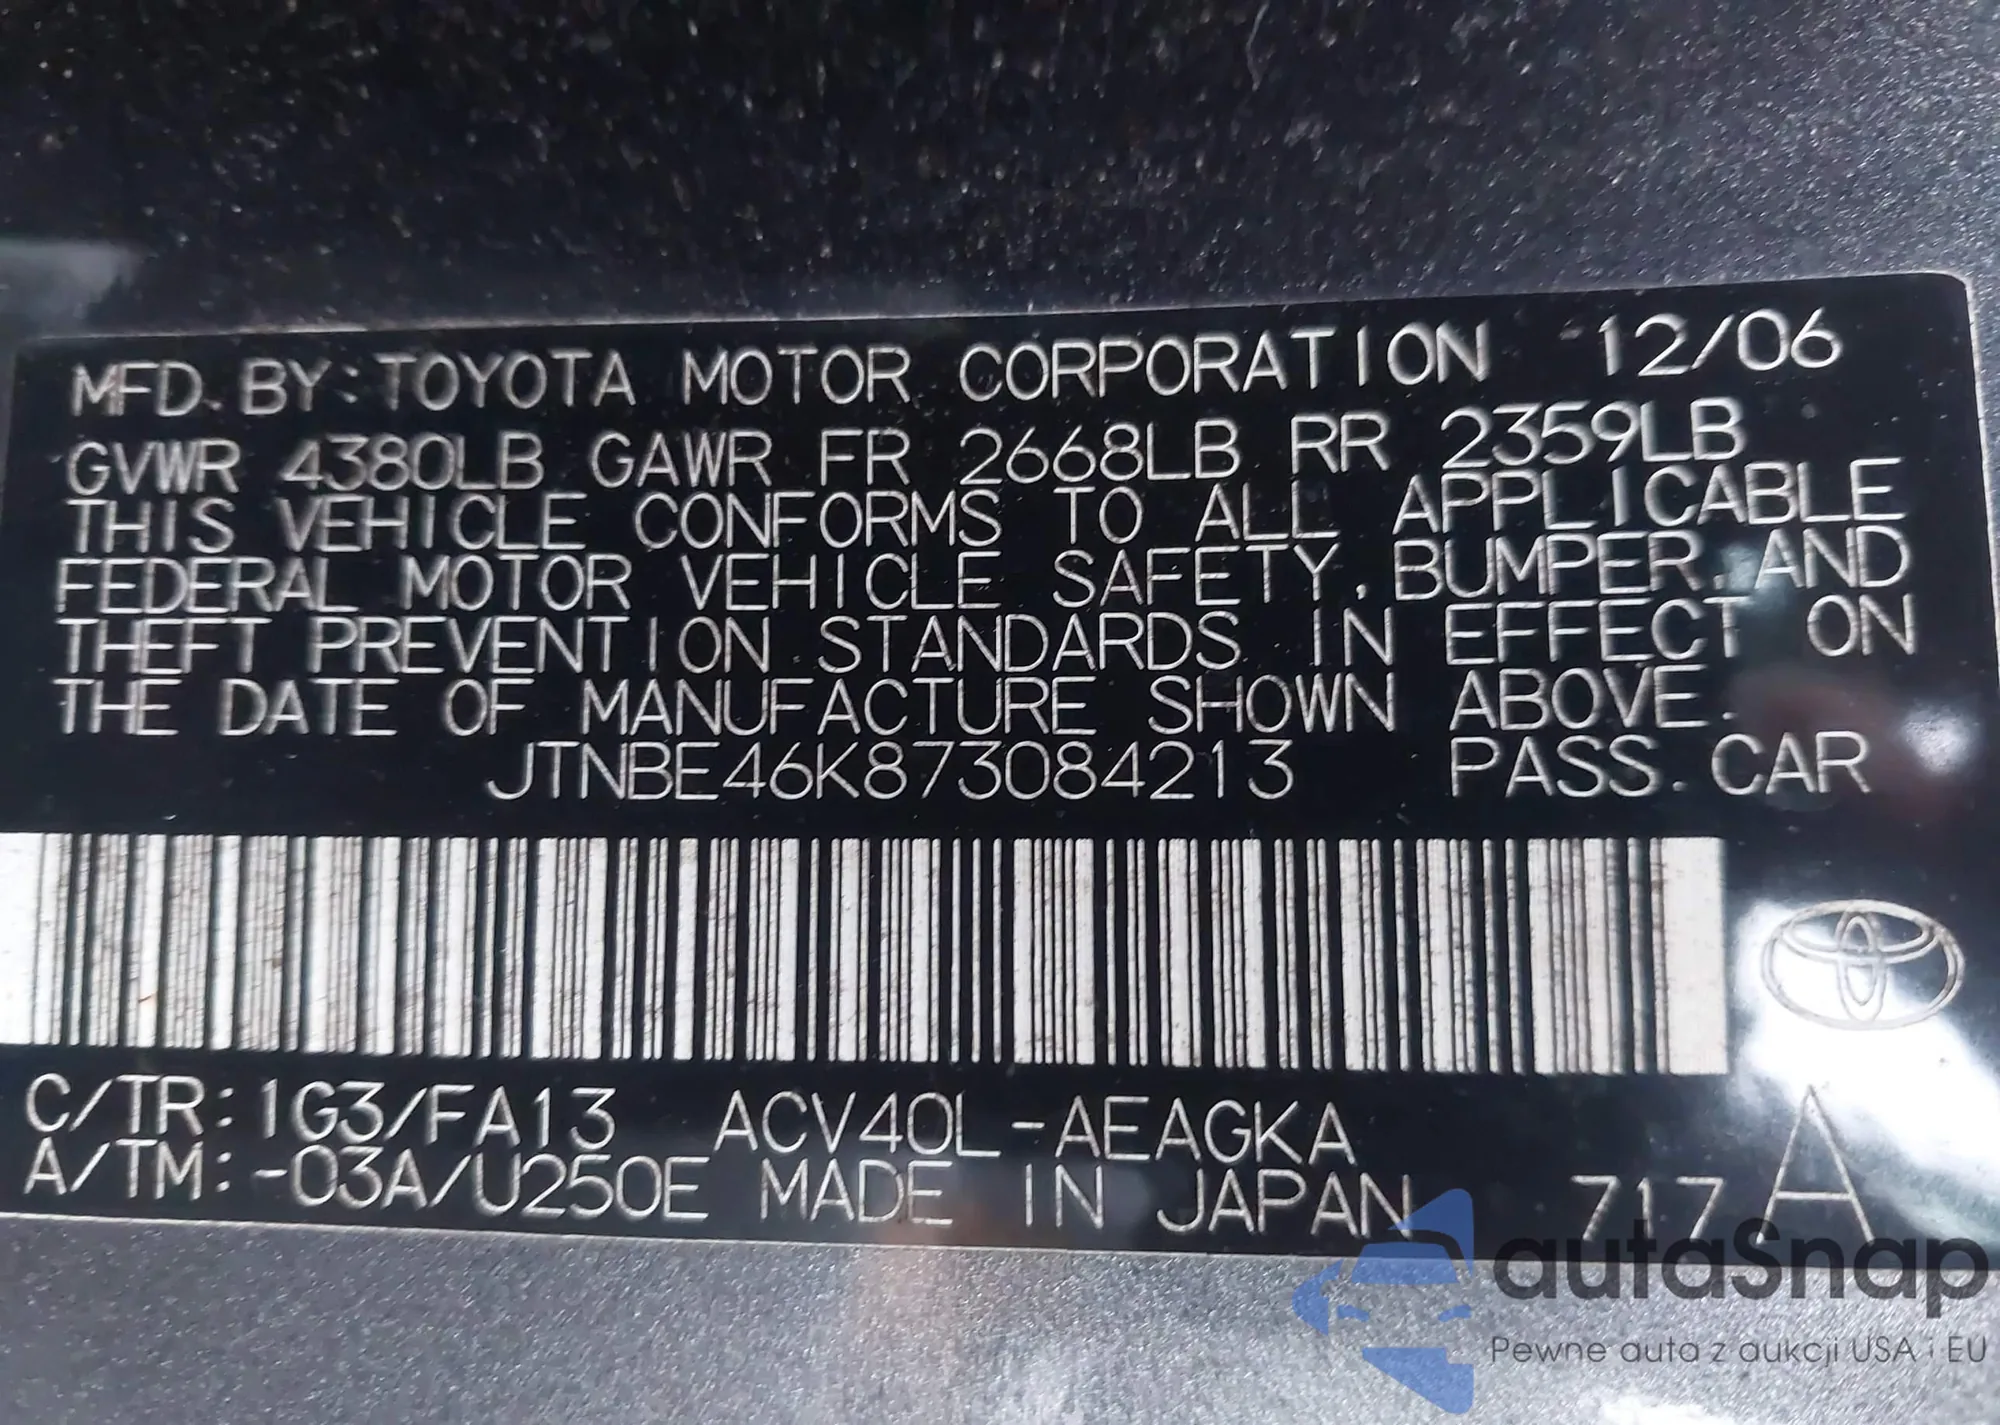 MFD. BY: TOYOTA MOTOR CORPORATION 12/06
GVWR 4380LB GAWR FR 2668LB RR 2359LB
THIS VEHICLE CONFORMS TO ALL APPLICABLE
FEDERAL MOTOR VEHICLE SAFETY, BUMPER, AND
THEFT PREVENTION STANDARDS IN EFFECT ON
THE DATE OF MANUFACTURE SHOWN ABOVE.
JTNBE46K873084213 PASS. CAR
C/TR: 1G3/FA13 ACV40L-AEAGKA
A/TM: -03A/U250E MADE IN JAPAN 717 A
autaSnap
Pewne auta z aukcji USA i EU